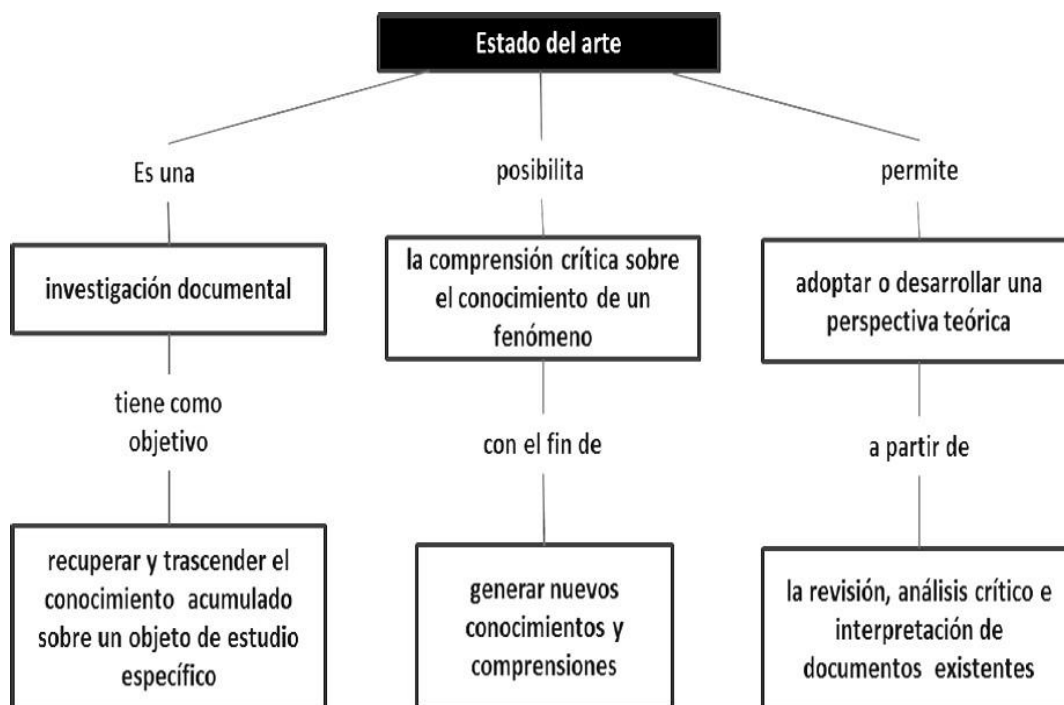 Estado del arte
Es una
posibilita
permite
investigación documental
la comprensión crítica sobre
el conocimiento de un
fenómeno
adoptar o desarrollar una
perspectiva teórica
tiene como
objetivo
con el fin de
a partir de
recuperar y trascender el
conocimiento acumulado
sobre un objeto de estudio
específico
generar nuevos
conocimientos y
comprensiones
la revisión, análisis crítico e
interpretación de
documentos existentes